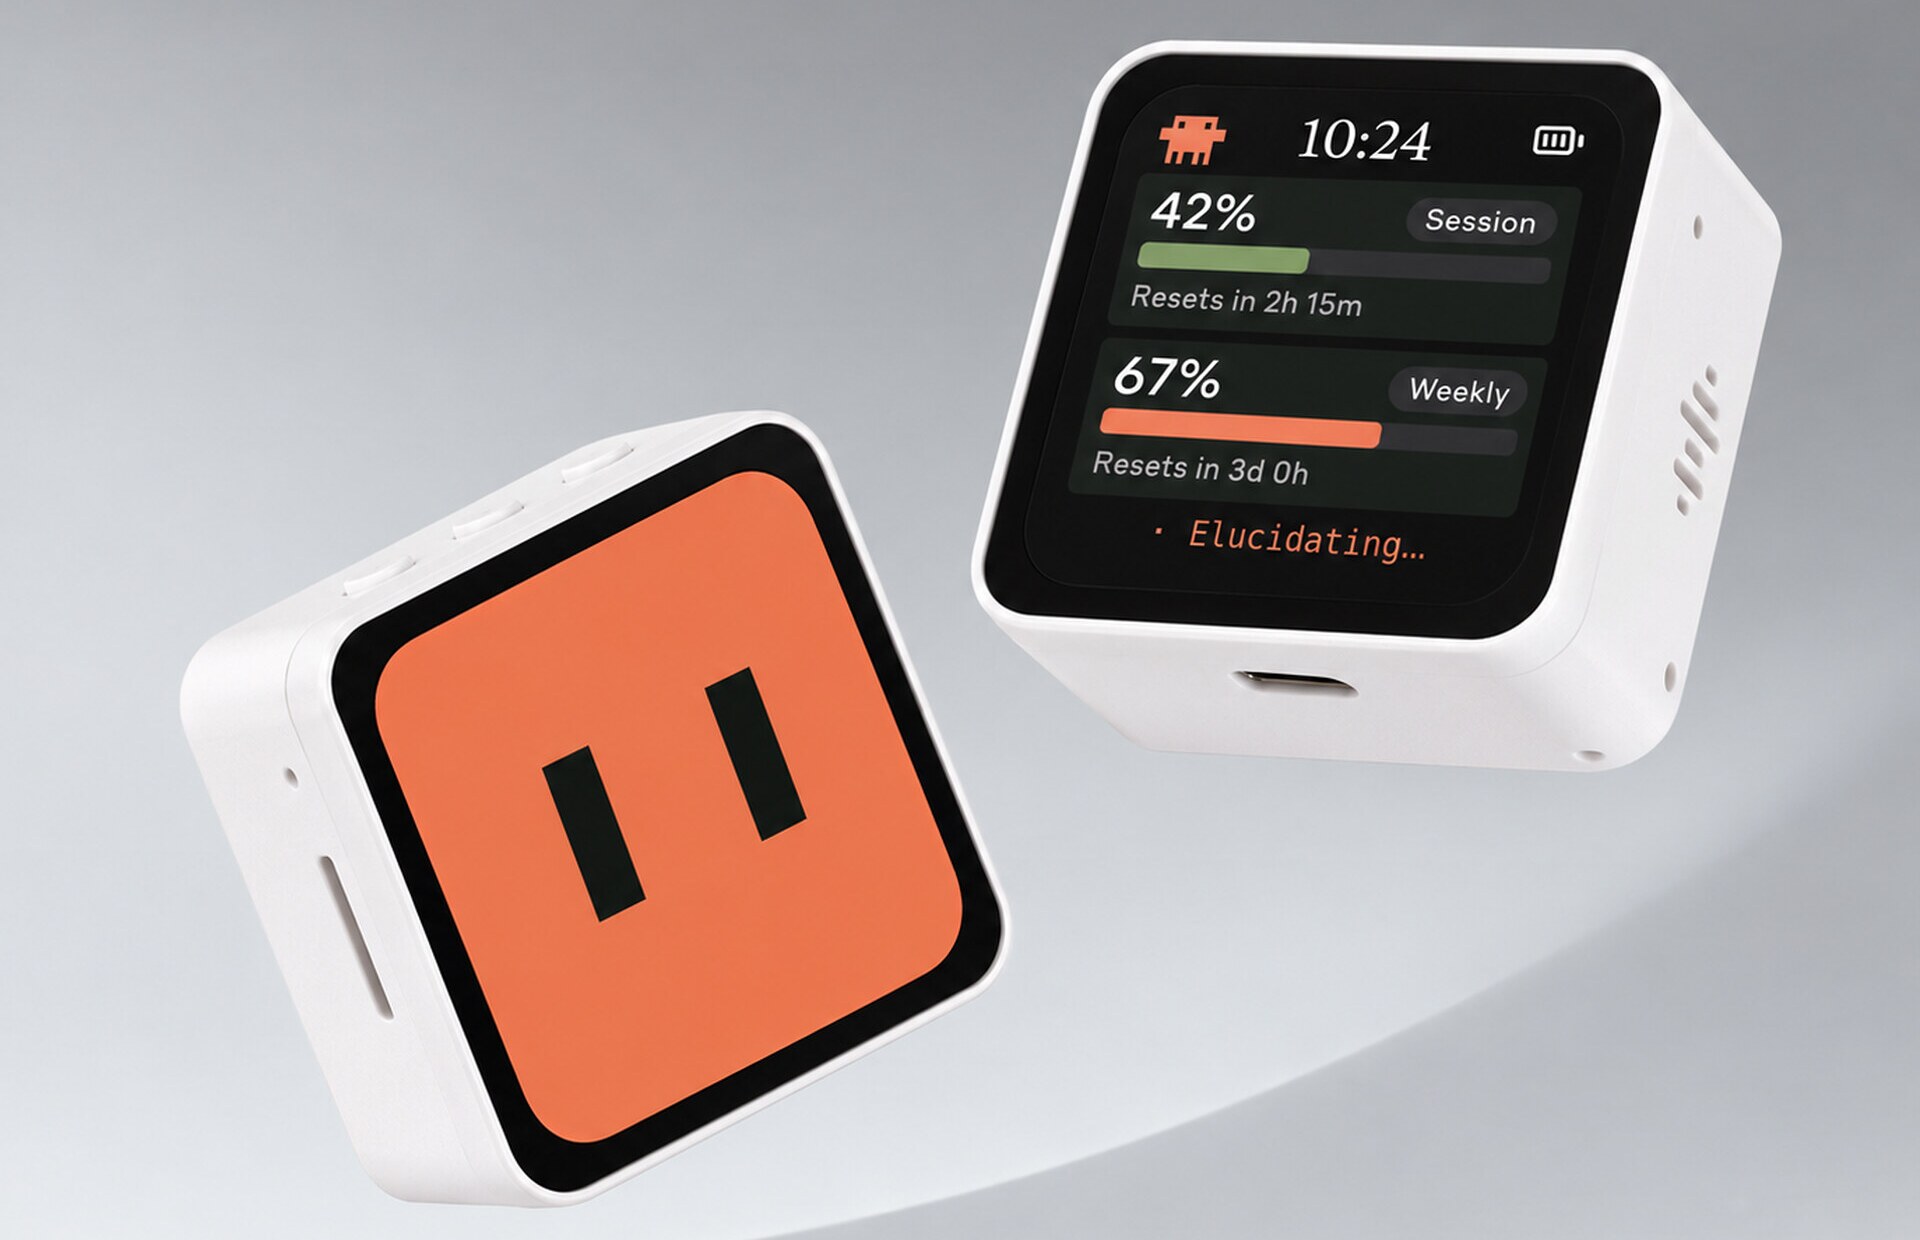 10:24
42%
Session
Resets in 2h 15m
67%
Weekly
Resets in 3d 0h
· Elucidating…